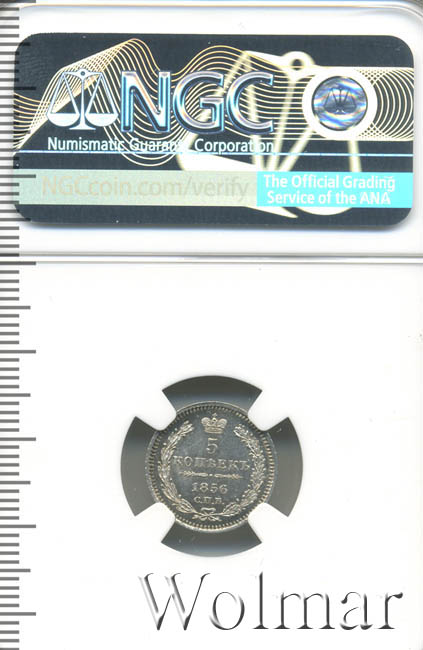 NGC
Numismatic Guaranty Corporation
NGCcoin.com/verify
The Official Grading
Service of the ANA
5
КОПѢЕКЪ
1856
С.П.Б.
Wolmar